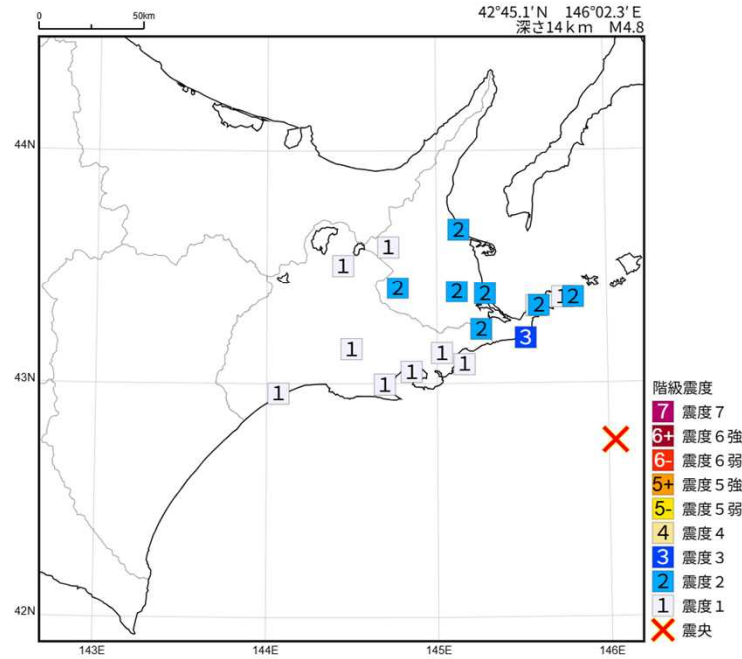 0 50km
42°45.1'N 146°02.3'E
深さ14km M4.8
44N
2
1
1
2 2 2
2 1 2
2
3
1
1
1
1
43N
1
1
階級震度
7 震度7
6+ 震度6強
6- 震度6弱
5+ 震度5強
5- 震度5弱
4 震度4
3 震度3
2 震度2
1 震度1
震央
42N
143E 144E 145E 146E